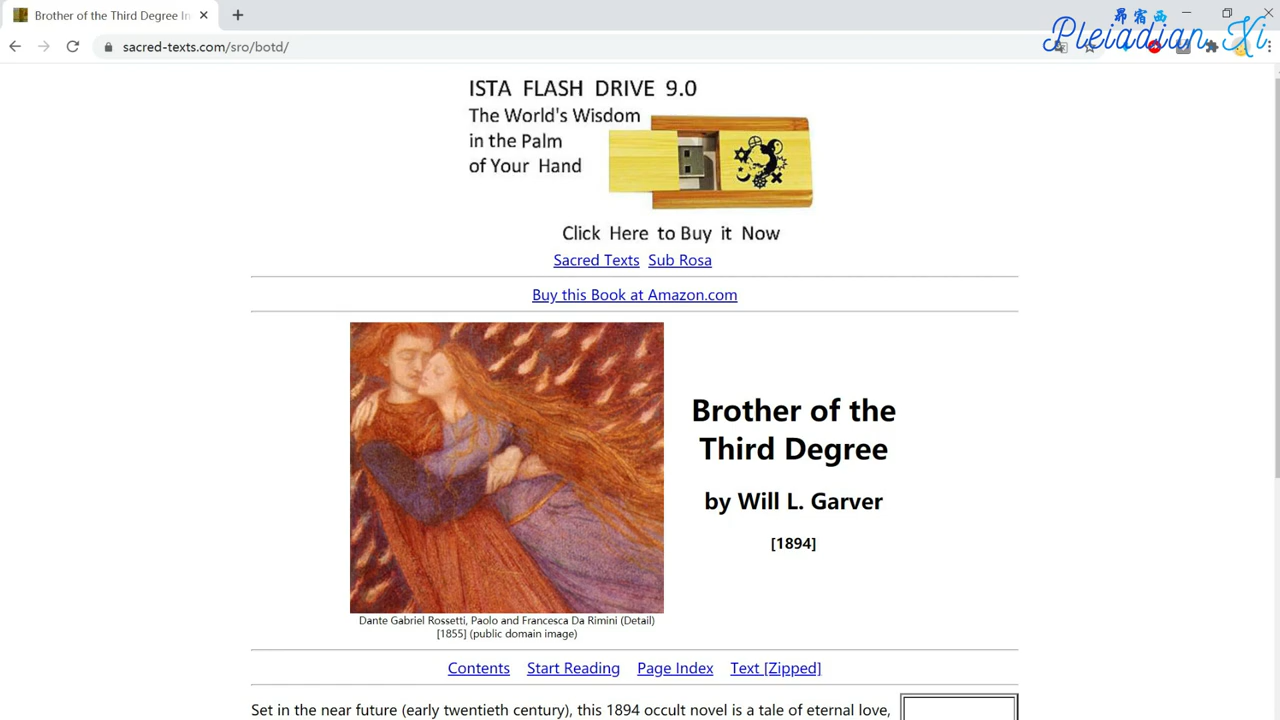 Brother of the Third Degree In
昴宿西
Pleiadian Xi
sacred-texts.com/sro/botd/
ISTA FLASH DRIVE 9.0
The World's Wisdom
in the Palm
of Your Hand
Click Here to Buy it Now
Sacred Texts Sub Rosa
Buy this Book at Amazon.com
Brother of the
Third Degree
by Will L. Garver
[1894]
Dante Gabriel Rossetti, Paolo and Francesca Da Rimini (Detail)
[1855] (public domain image)
Contents Start Reading Page Index Text [Zipped]
Set in the near future (early twentieth century), this 1894 occult novel is a tale of eternal love,